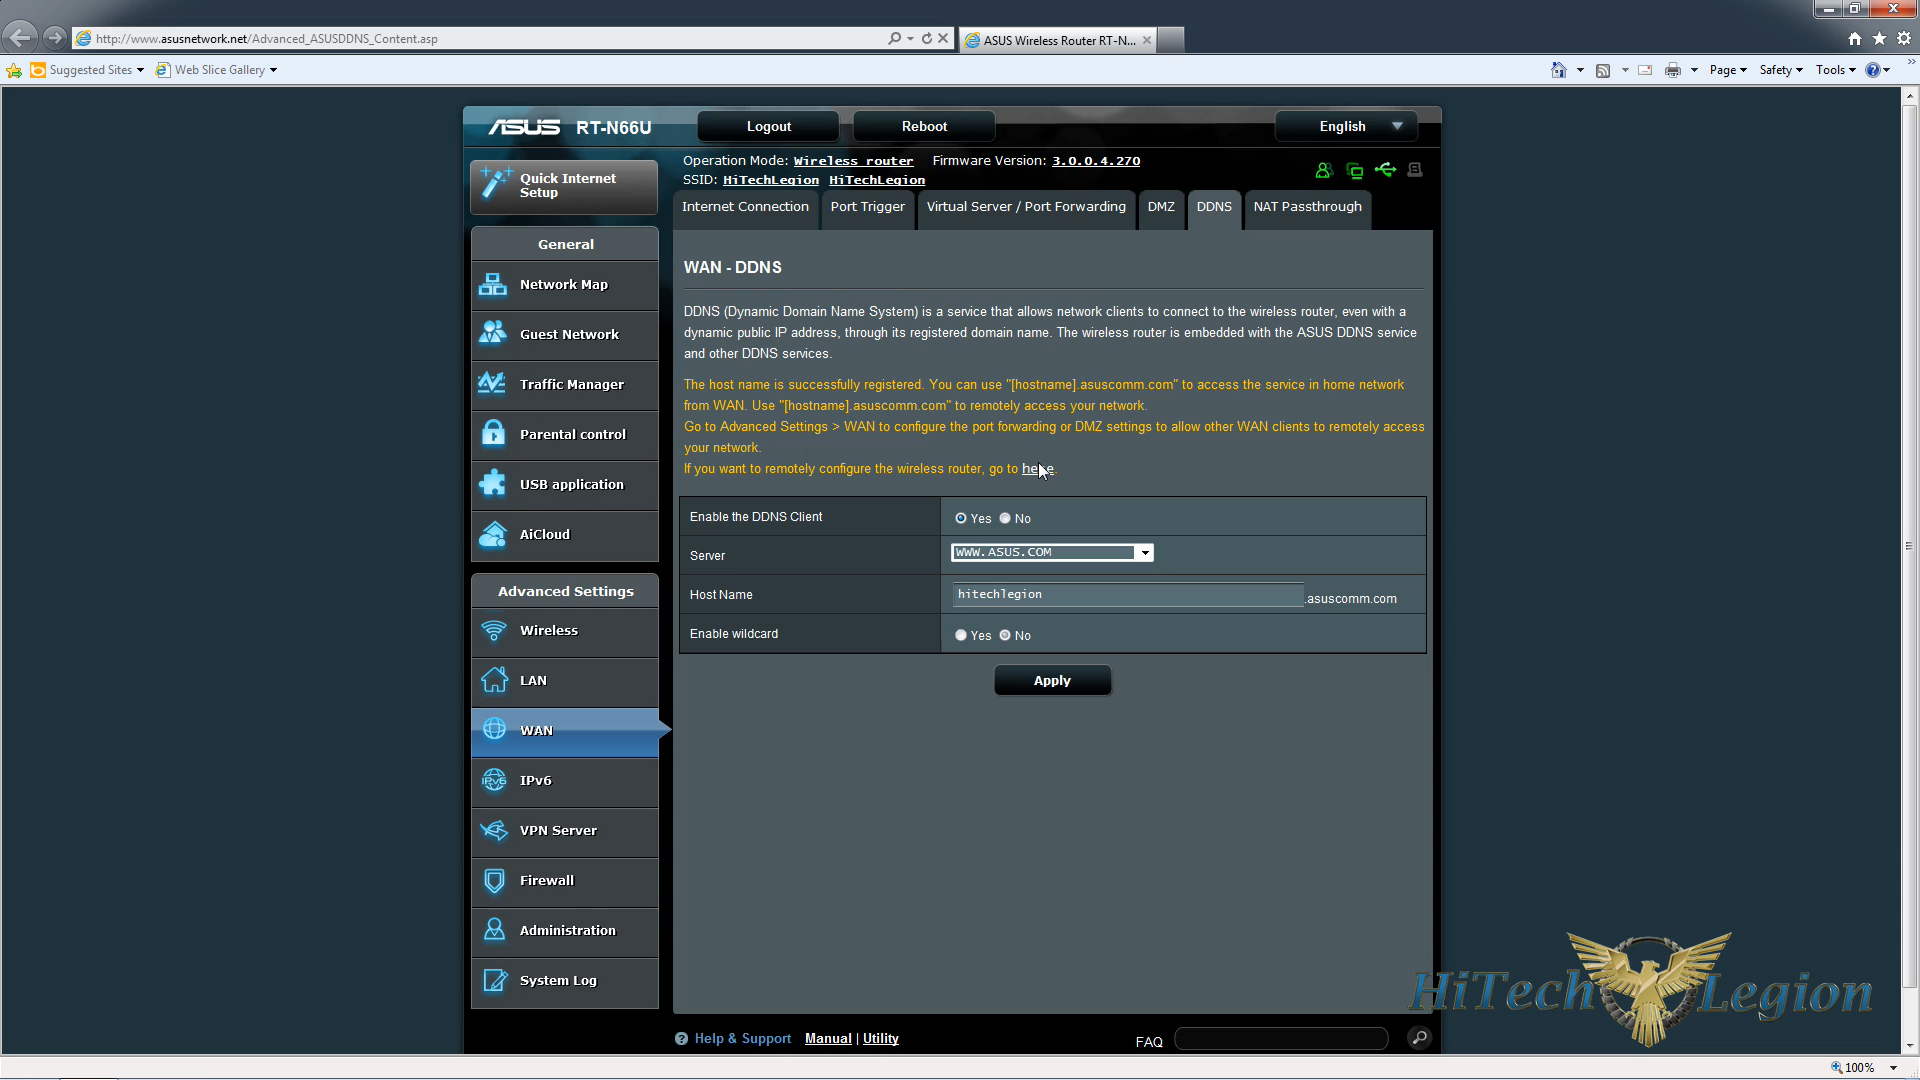 http://www.asusnetwork.net/Advanced_ASUSDDNS_Content.asp
ASUS Wireless Router RT-N...
Suggested Sites
Web Slice Gallery
Page
Safety
Tools
ASUS RT-N66U
Logout
Reboot
English
Quick Internet Setup
Operation Mode: Wireless router Firmware Version: 3.0.0.4.270
SSID: HiTechLegion HiTechLegion
Internet Connection
Port Trigger
Virtual Server / Port Forwarding
DMZ
DDNS
NAT Passthrough
General
Network Map
Guest Network
Traffic Manager
Parental control
USB application
AiCloud
Advanced Settings
Wireless
LAN
WAN
IPv6
VPN Server
Firewall
Administration
System Log
WAN - DDNS
DDNS (Dynamic Domain Name System) is a service that allows network clients to connect to the wireless router, even with a
dynamic public IP address, through its registered domain name. The wireless router is embedded with the ASUS DDNS service
and other DDNS services.
The host name is successfully registered. You can use "[hostname].asuscomm.com" to access the service in home network
from WAN. Use "[hostname].asuscomm.com" to remotely access your network.
Go to Advanced Settings > WAN to configure the port forwarding or DMZ settings to allow other WAN clients to remotely access
your network.
If you want to remotely configure the wireless router, go to here.
Enable the DDNS Client
Yes No
Server
WWW.ASUS.COM
Host Name
hitechlegion .asuscomm.com
Enable wildcard
Yes No
Apply
HiTech Legion
Help & Support Manual | Utility
FAQ
100%